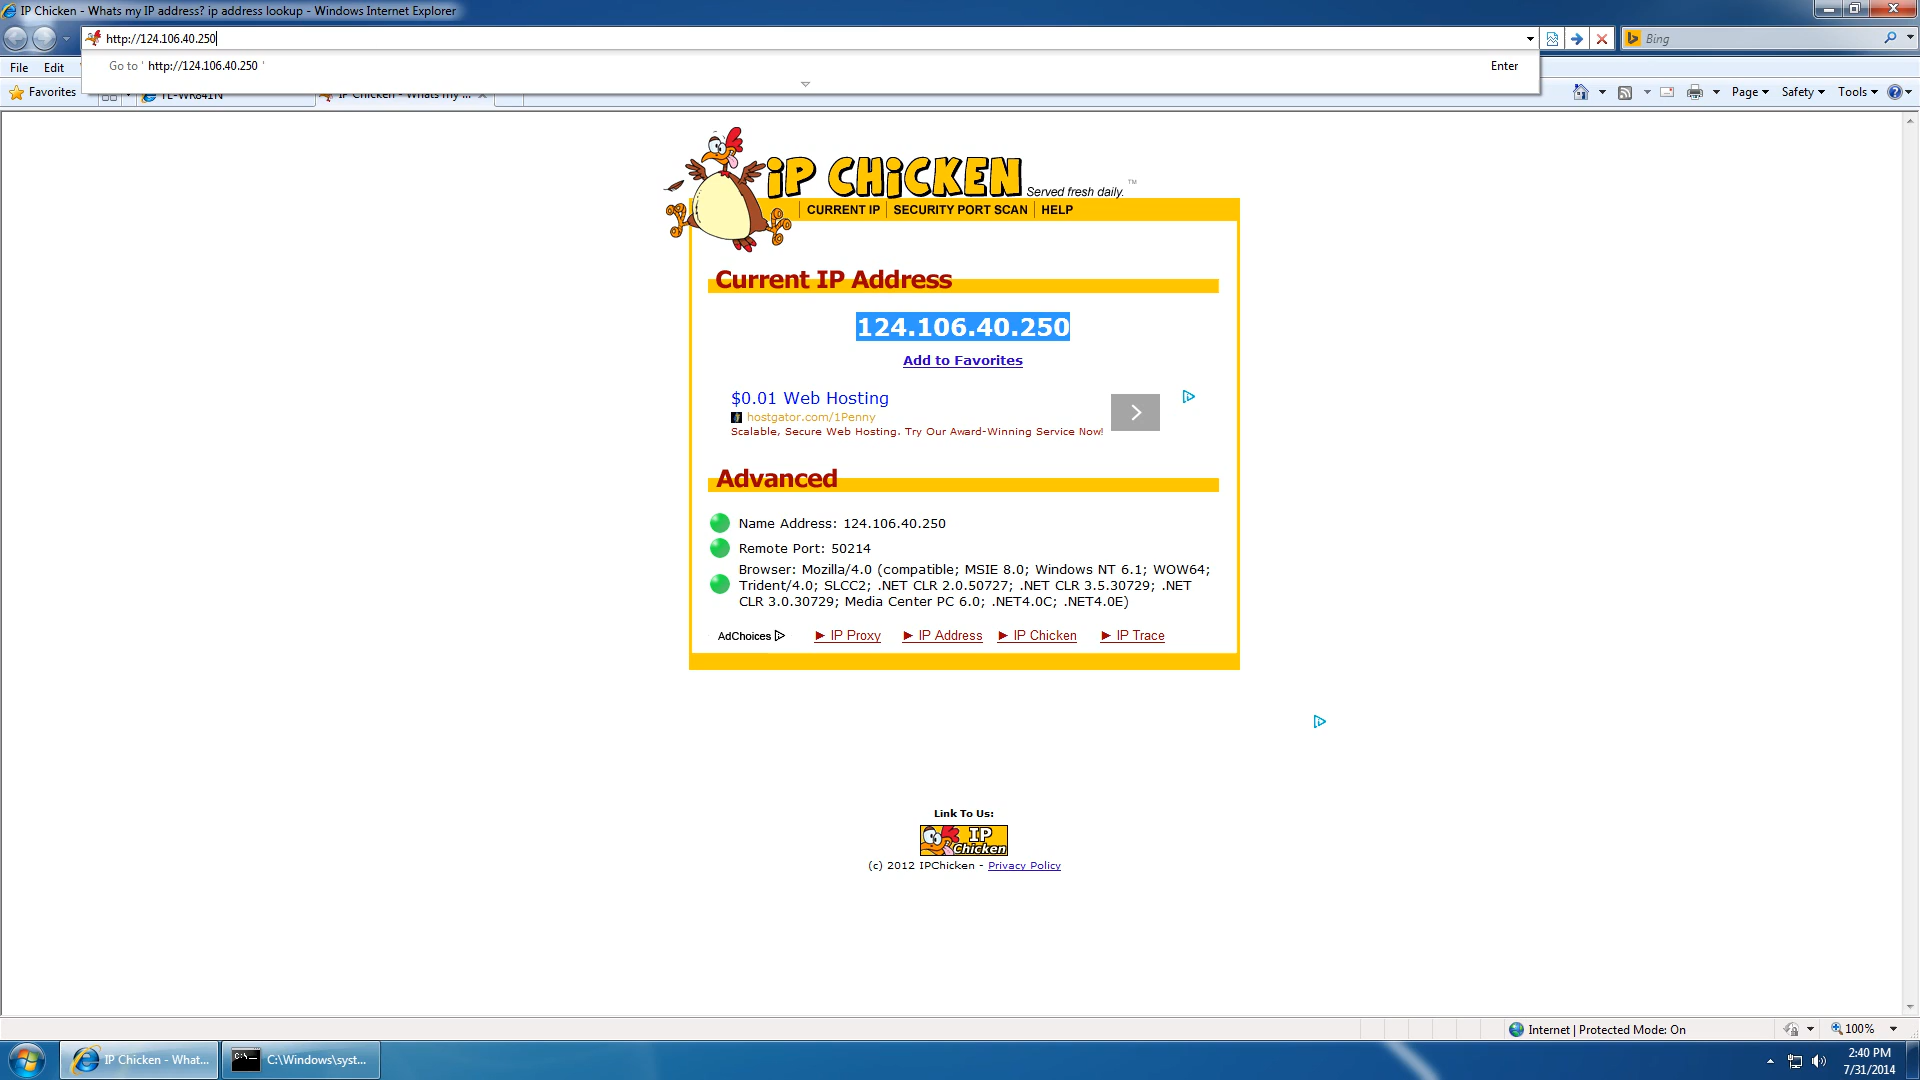 IP Chicken - Whats my IP address? ip address lookup - Windows Internet Explorer
http://124.106.40.250
Bing
Go to ' http://124.106.40.250 '
Enter
File Edit
Favorites
TL-WR841N
IP Chicken - Whats my ...
Page
Safety
Tools
iP CHiCKEN
Served fresh daily.
TM
CURRENT IP
SECURITY PORT SCAN
HELP
Current IP Address
124.106.40.250
Add to Favorites
$0.01 Web Hosting
hostgator.com/1Penny
Scalable, Secure Web Hosting. Try Our Award-Winning Service Now!
Advanced
Name Address: 124.106.40.250
Remote Port: 50214
Browser: Mozilla/4.0 (compatible; MSIE 8.0; Windows NT 6.1; WOW64;
Trident/4.0; SLCC2; .NET CLR 2.0.50727; .NET CLR 3.5.30729; .NET
CLR 3.0.30729; Media Center PC 6.0; .NET4.0C; .NET4.0E)
AdChoices
► IP Proxy
► IP Address
► IP Chicken
► IP Trace
Link To Us:
IP
Chicken
(c) 2012 IPChicken - Privacy Policy
Internet | Protected Mode: On
100%
IP Chicken - What...
C:\Windows\syst...
2:40 PM
7/31/2014